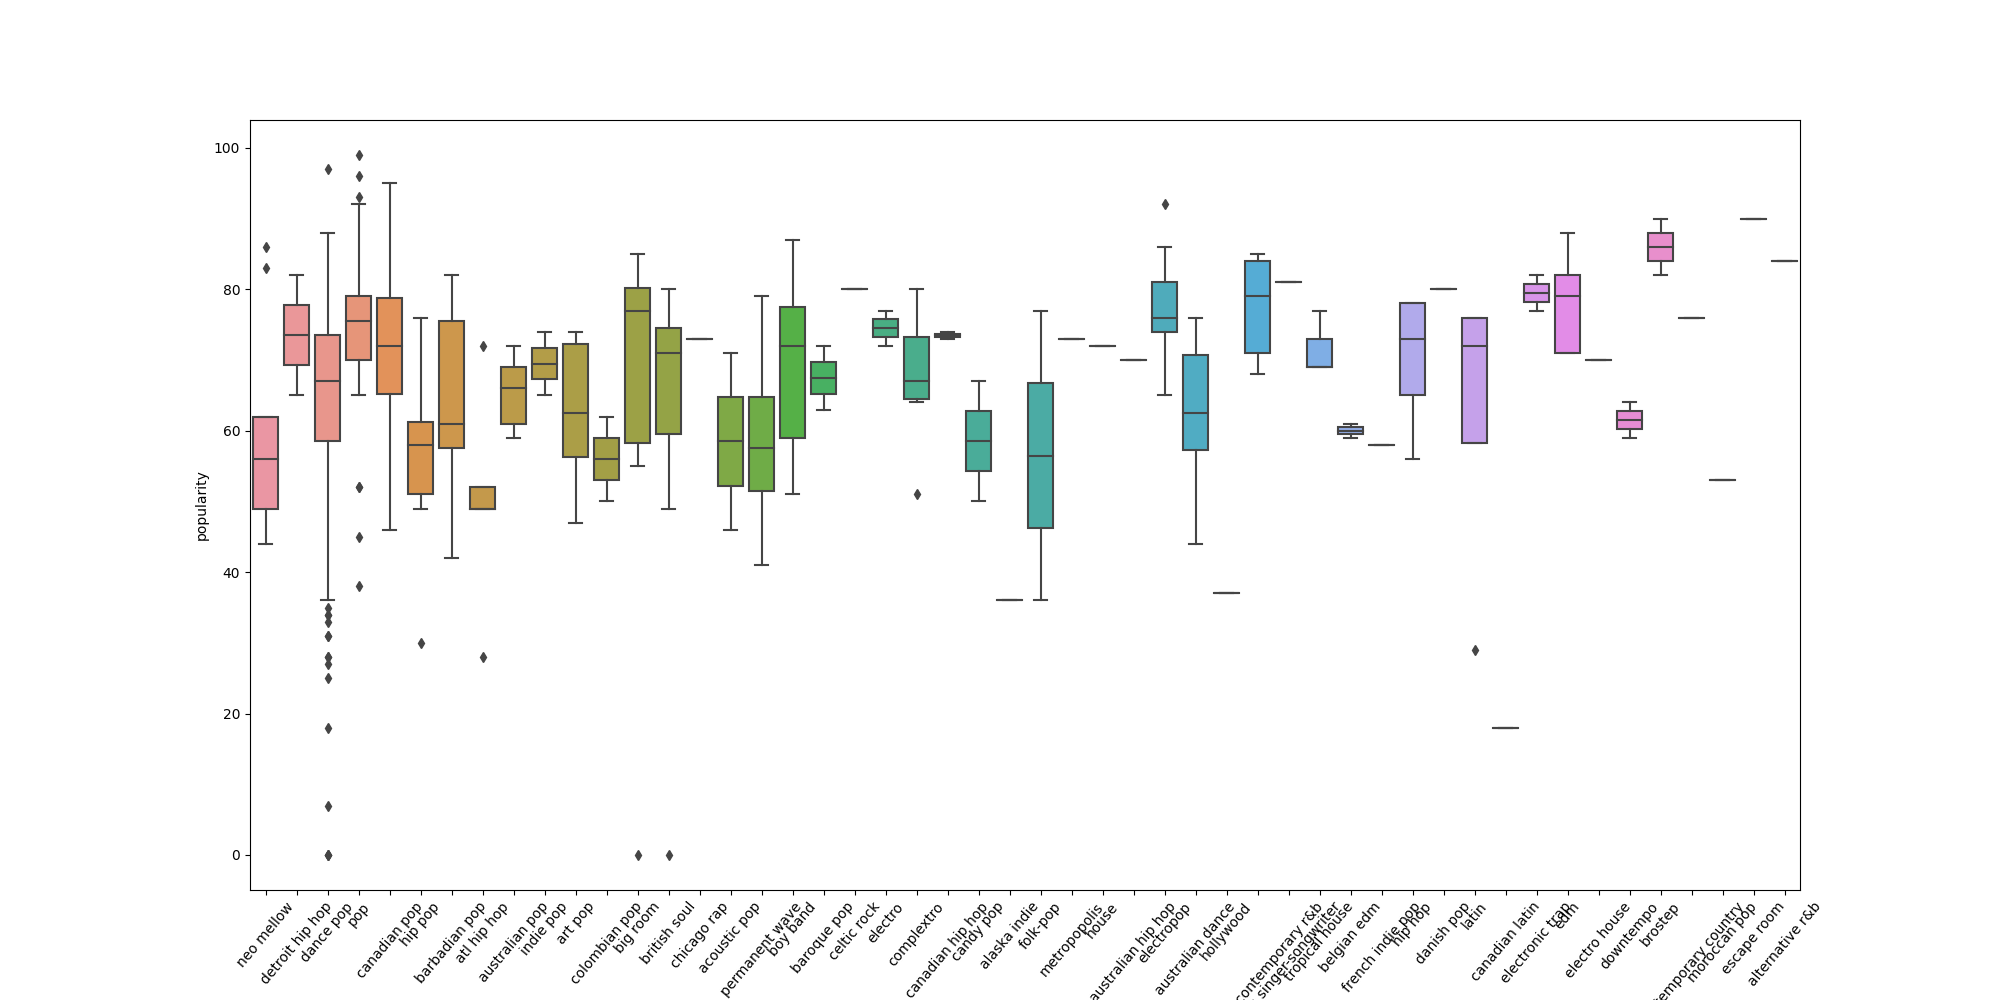 100
80
60
40
20
0
popularity
neo mellow
detroit hip hop
dance pop
pop
canadian pop
hip pop
barbadian pop
atl hip hop
australian pop
indie pop
art pop
colombian pop
big room
british soul
chicago rap
acoustic pop
permanent wave
boy band
baroque pop
celtic rock
electro
complextro
canadian hip hop
candy pop
alaska indie
folk-pop
metropopolis
house
australian hip hop
electropop
australian dance
hollywood
contemporary r&b
singer-songwriter
tropical house
belgian edm
french indie pop
hip hop
danish pop
latin
canadian latin
electronic trap
edm
electro house
downtempo
brostep
temporary country
moroccan pop
escape room
alternative r&b